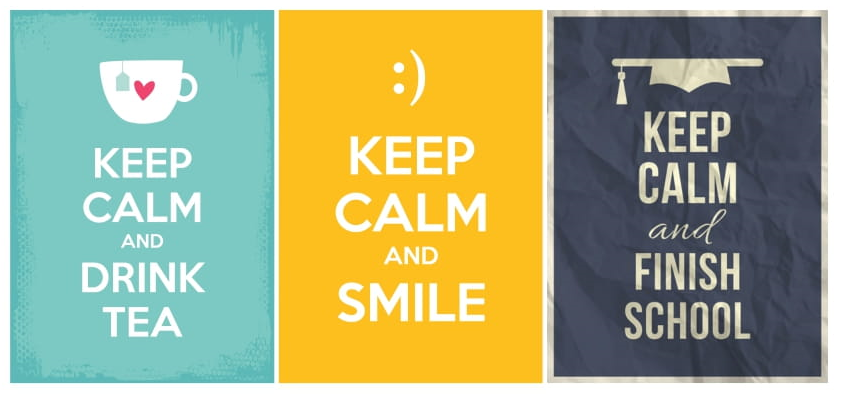 KEEP
CALM
AND
DRINK
TEA
:)
KEEP
CALM
AND
SMILE
KEEP
CALM
and
FINISH
SCHOOL